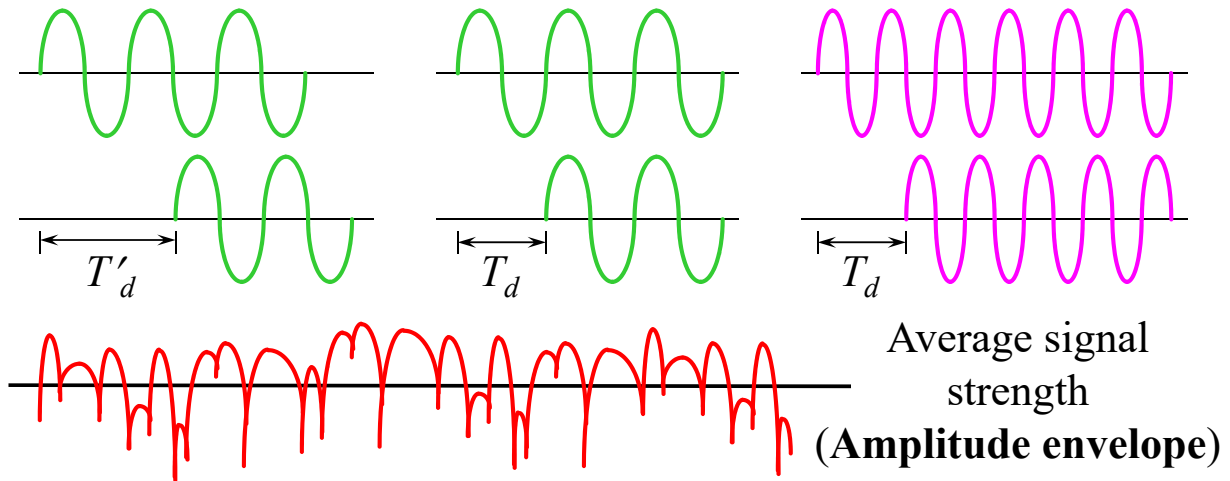 T′d
Td
Td
Average signal
strength
(Amplitude envelope)